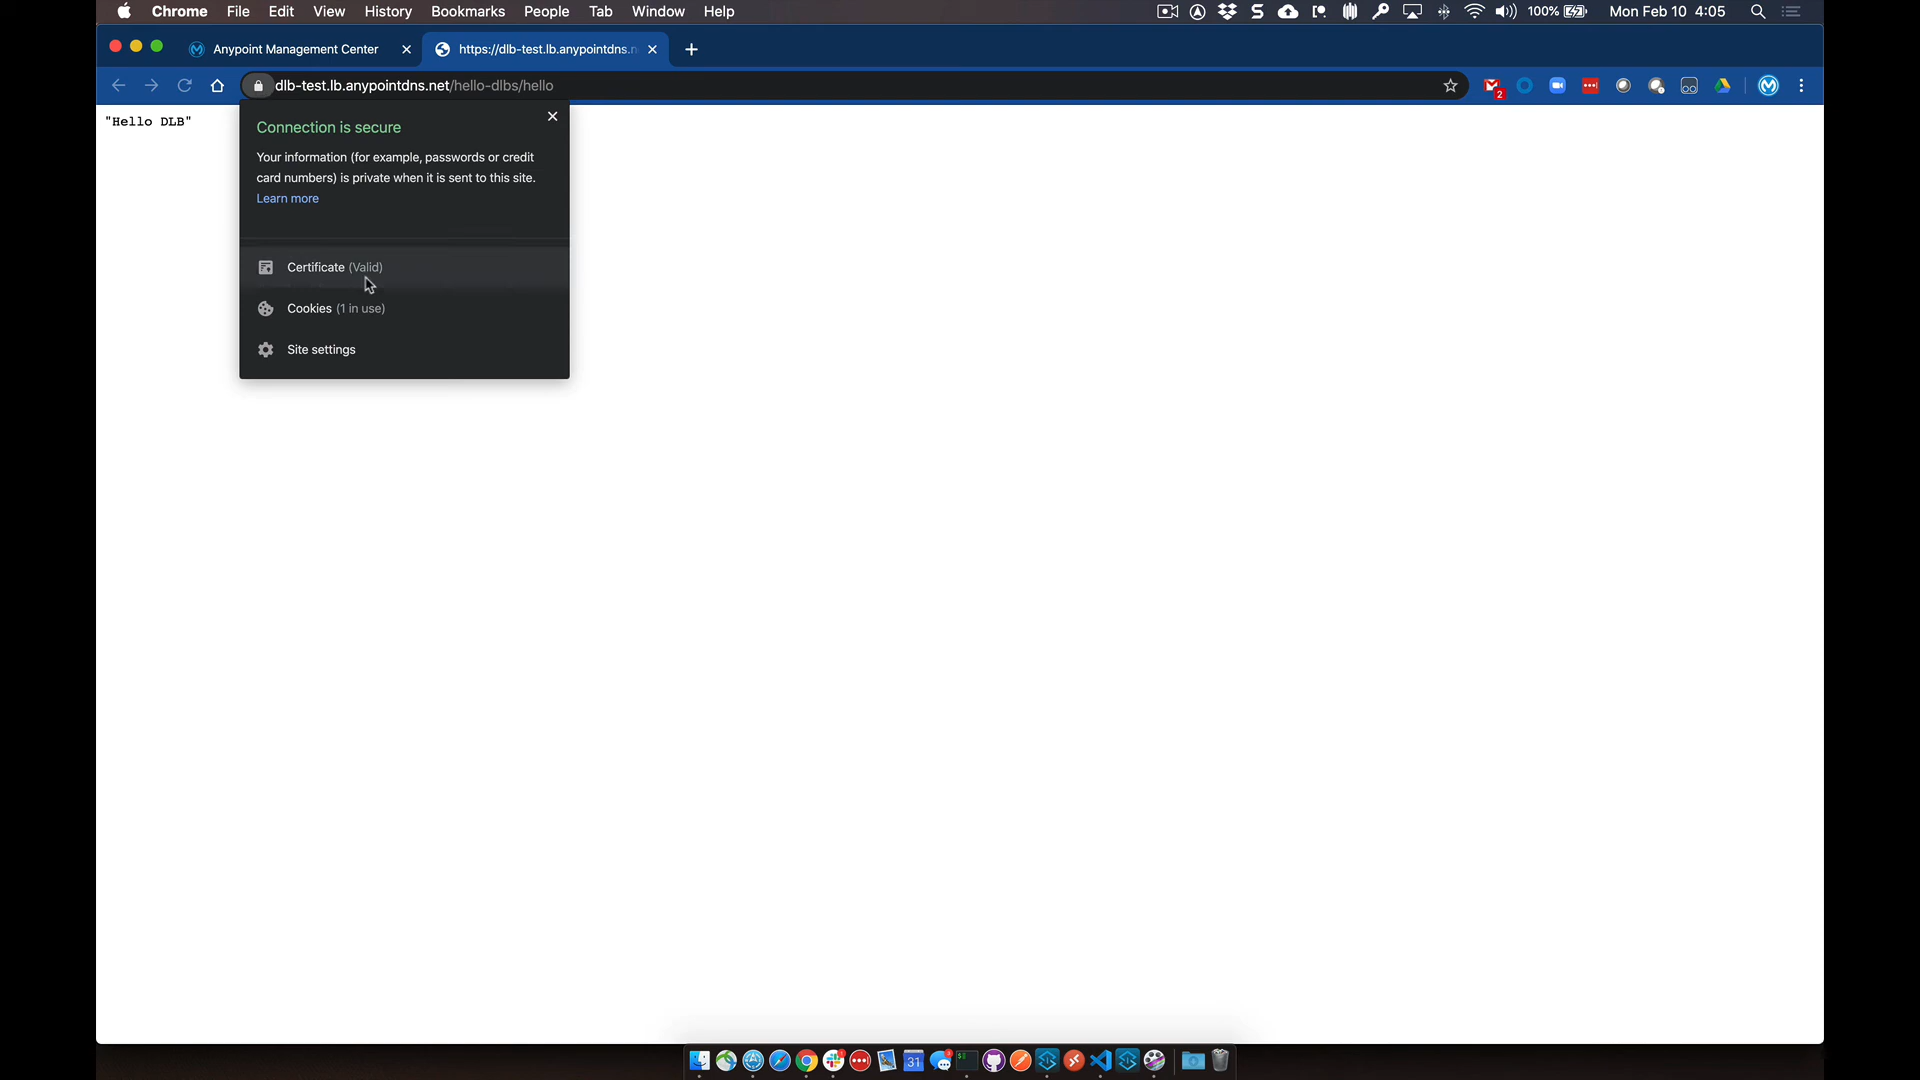 Chrome File Edit View History Bookmarks People Tab Window Help 100% Mon Feb 10 4:05
Anypoint Management Center
https://dlb-test.lb.anypointdns.n
dlb-test.lb.anypointdns.net/hello-dlbs/hello
2
"Hello DLB"
Connection is secure
Your information (for example, passwords or credit
card numbers) is private when it is sent to this site.
Learn more
Certificate (Valid)
Cookies (1 in use)
Site settings
31